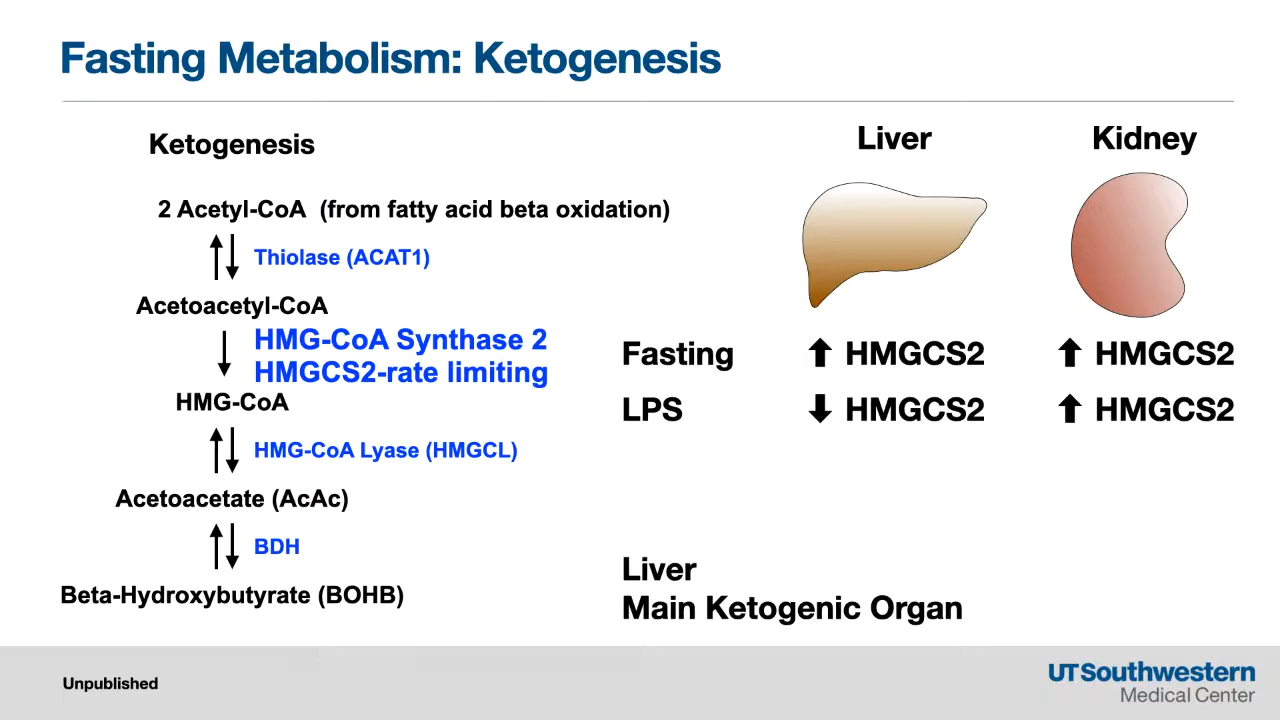 Fasting Metabolism: Ketogenesis
Ketogenesis
2 Acetyl-CoA (from fatty acid beta oxidation)
Thiolase (ACAT1)
Acetoacetyl-CoA
HMG-CoA Synthase 2
HMGCS2-rate limiting
HMG-CoA
HMG-CoA Lyase (HMGCL)
Acetoacetate (AcAc)
BDH
Beta-Hydroxybutyrate (BOHB)
Liver
Kidney
Fasting
HMGCS2
HMGCS2
LPS
HMGCS2
HMGCS2
Liver
Main Ketogenic Organ
Unpublished
UTSouthwestern
Medical Center